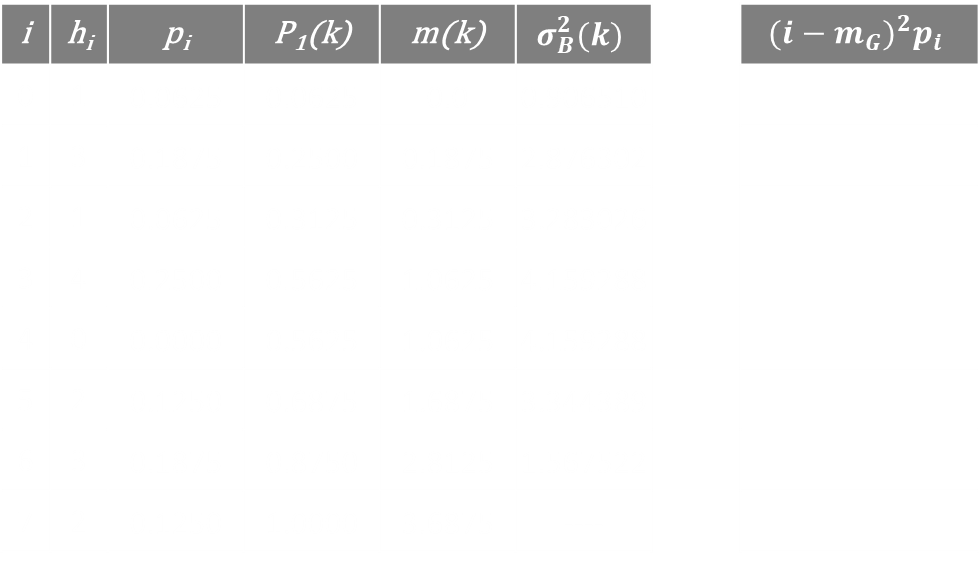 i h_i p_i P_1(k) m(k) σ_B^2(k) (i − m_G)^2 p_i